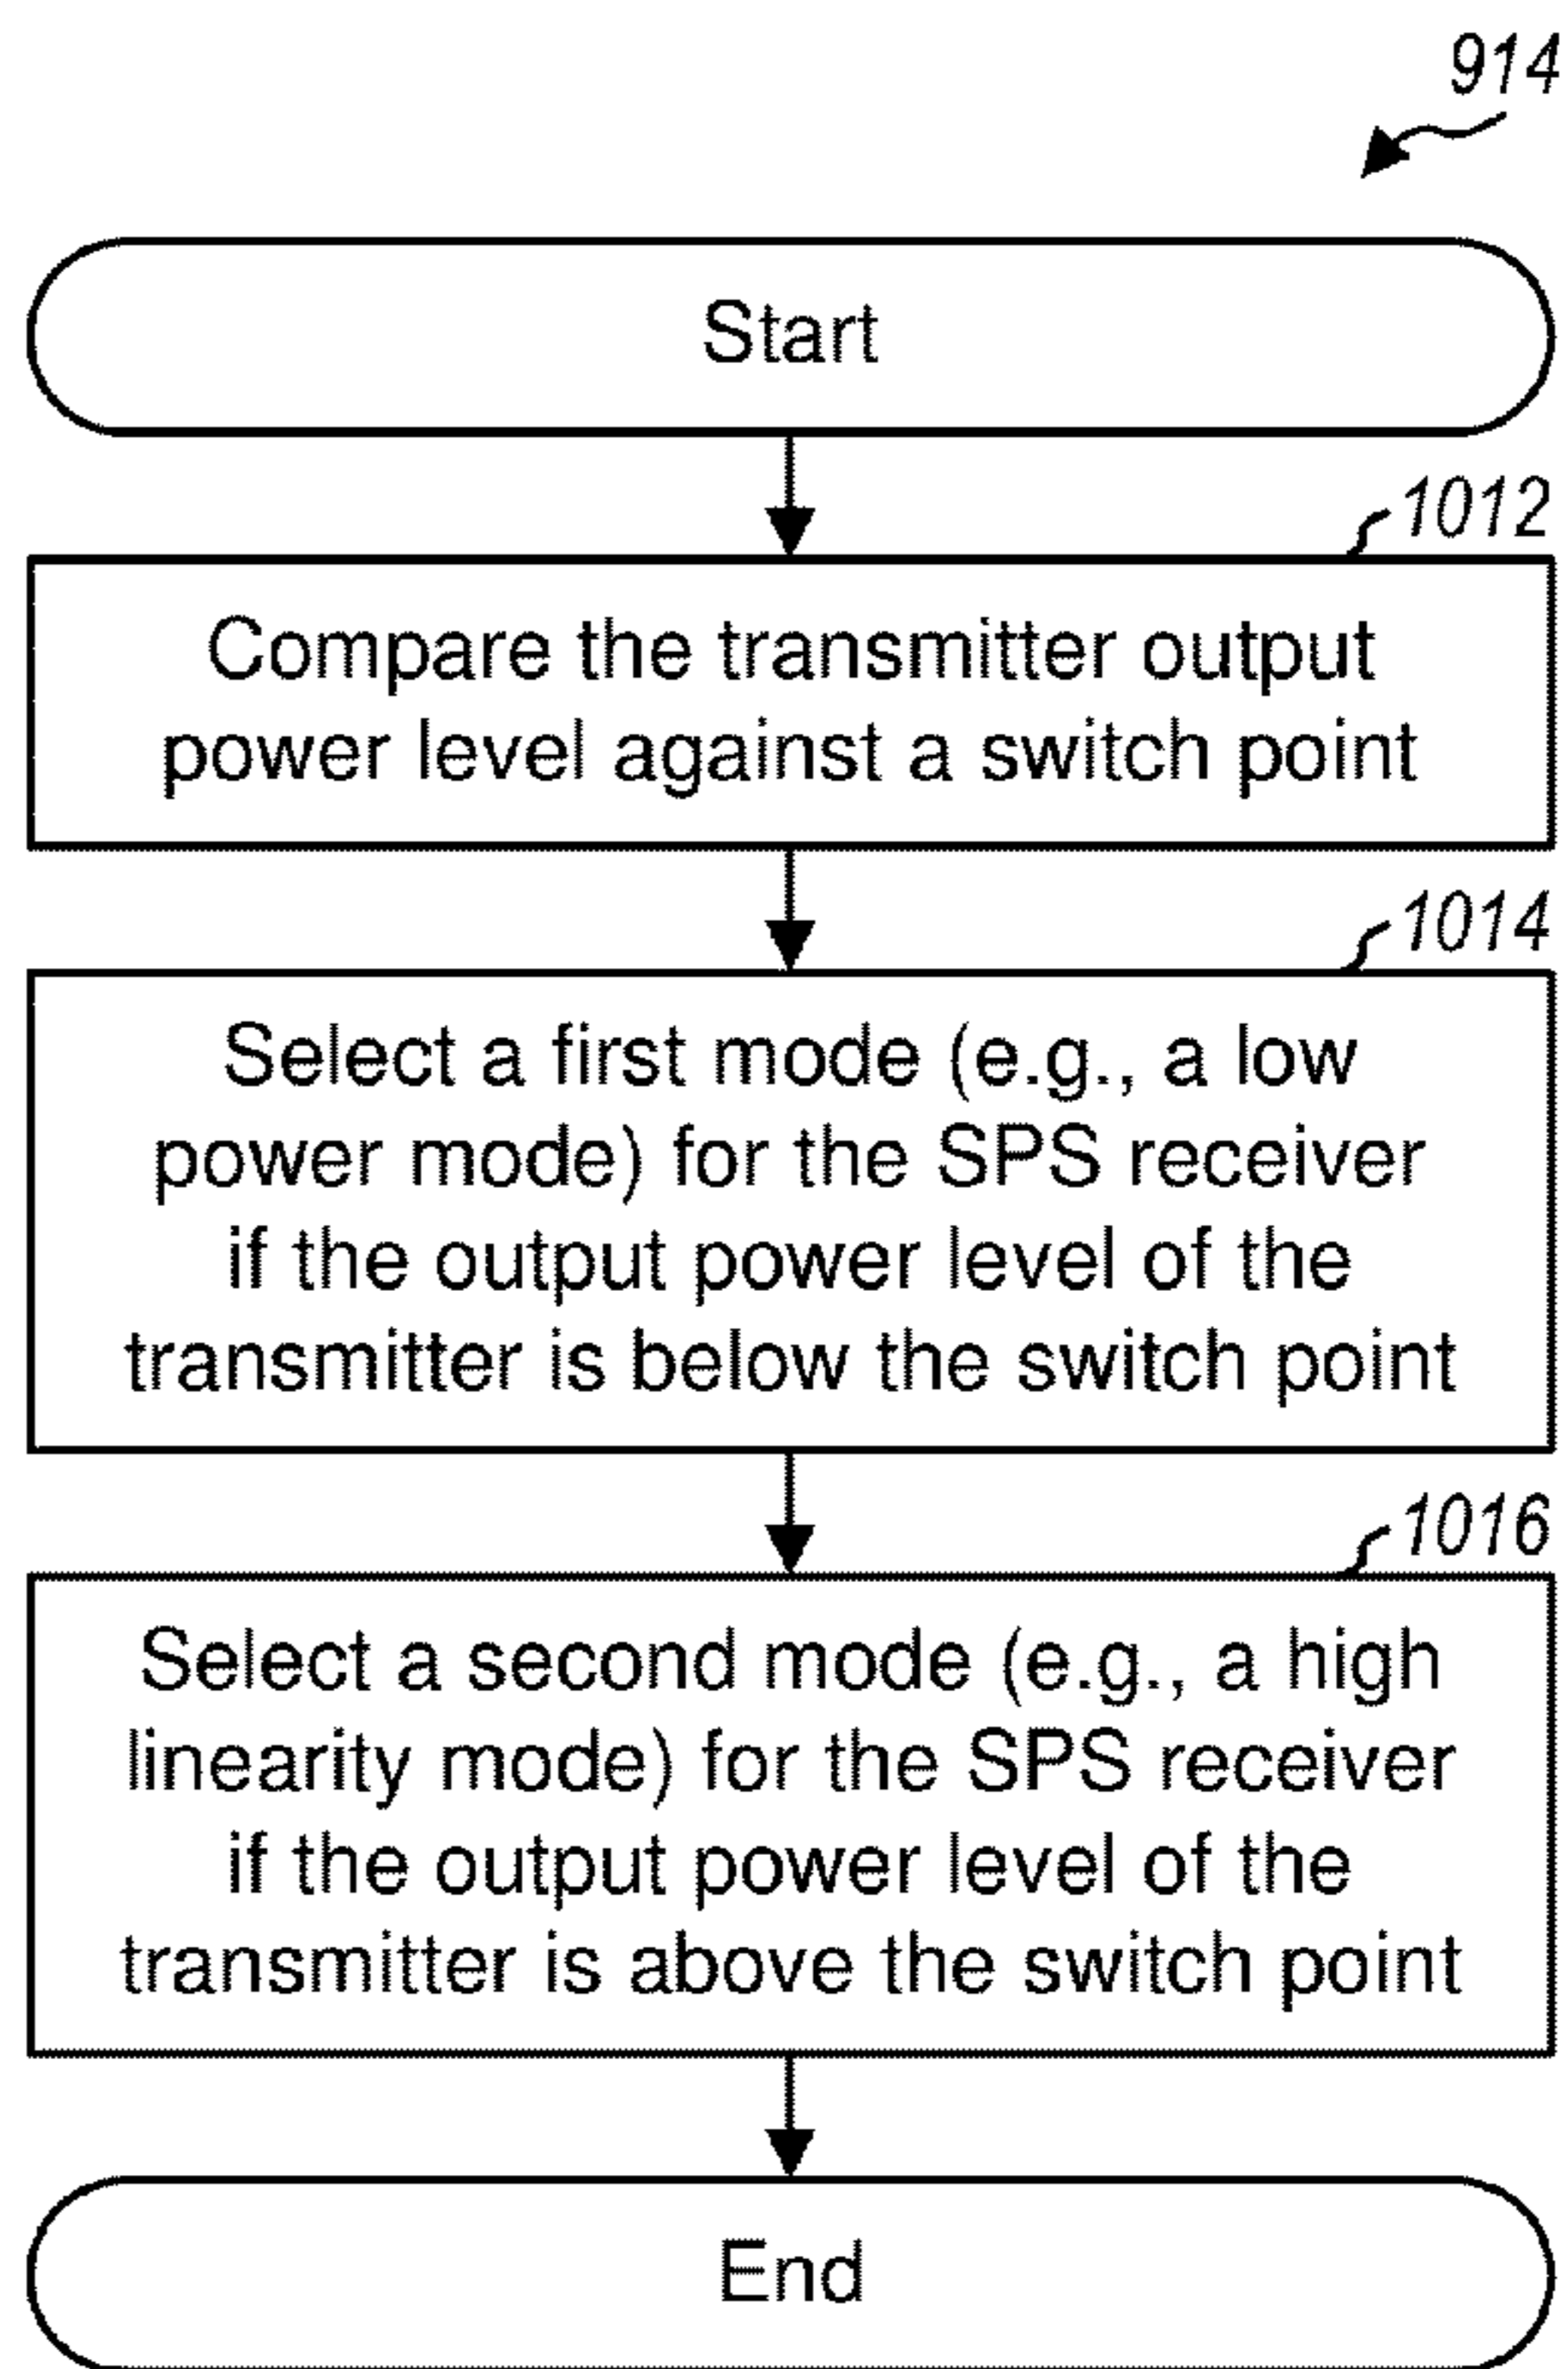 914
Start
1012
Compare the transmitter output
power level against a switch point
1014
Select a first mode (e.g., a low
power mode) for the SPS receiver
if the output power level of the
transmitter is below the switch point
1016
Select a second mode (e.g., a high
linearity mode) for the SPS receiver
if the output power level of the
transmitter is above the switch point
End